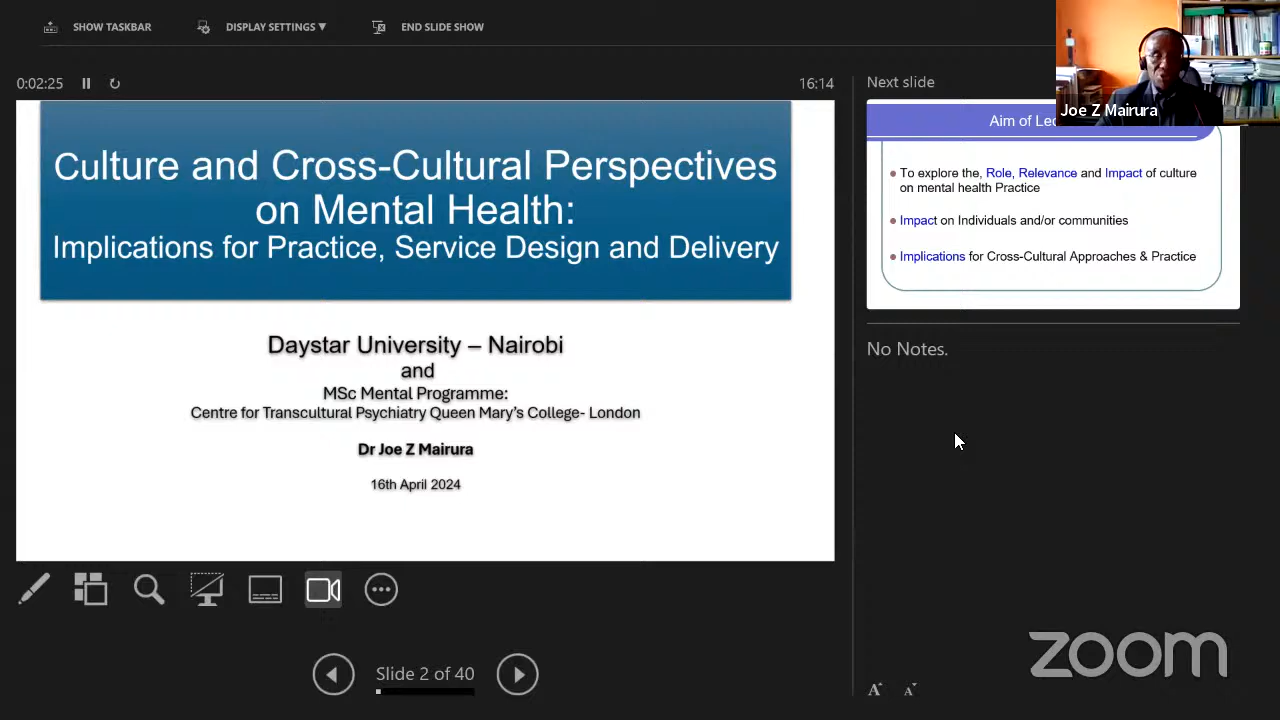 SHOW TASKBAR
DISPLAY SETTINGS ▼
END SLIDE SHOW
0:02:25
16:14
Culture and Cross-Cultural Perspectives
on Mental Health:
Implications for Practice, Service Design and Delivery
Daystar University – Nairobi
and
MSc Mental Programme:
Centre for Transcultural Psychiatry Queen Mary's College- London
Dr Joe Z Mairura
16th April 2024
Slide 2 of 40
Next slide
Joe Z Mairura
Aim of
To explore the, Role, Relevance and Impact of culture
on mental health Practice
Impact on Individuals and/or communities
Implications for Cross-Cultural Approaches & Practice
No Notes.
zoom
A A